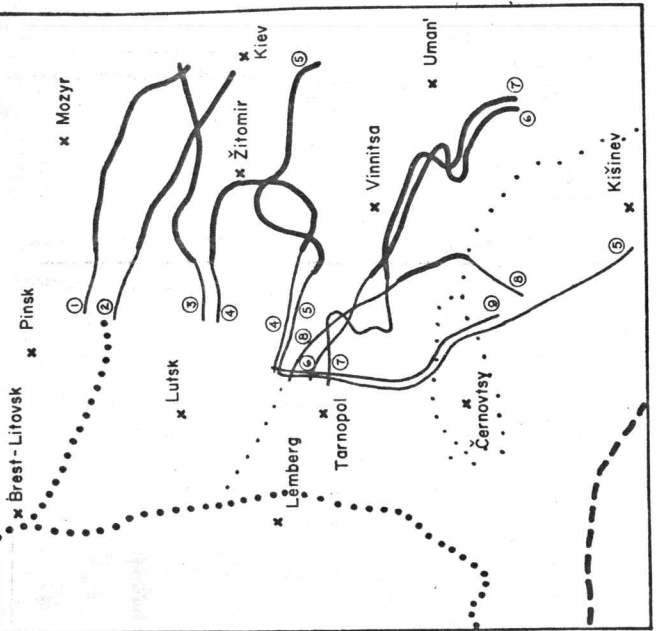 Brest-Litovsk
Pinsk
Mozyr
1
2
Lutsk
3
4
Žitomir
Kiev
4
Lemberg
5
5
8
6
7
Tarnopol
Vinnitsa
Uman'
Černovtsy
9
7
8
6
Kišinev
5